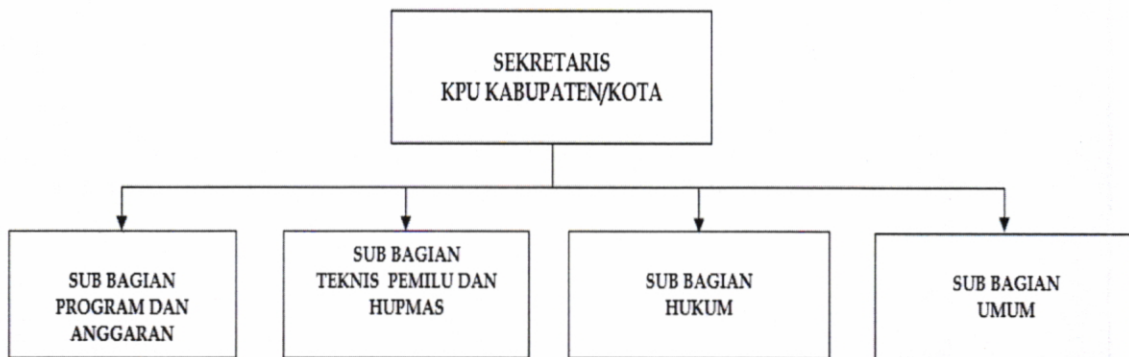 SEKRETARIS
KPU KABUPATEN/KOTA
SUB BAGIAN
PROGRAM DAN
ANGGARAN
SUB BAGIAN
TEKNIS PEMILU DAN
HUPMAS
SUB BAGIAN
HUKUM
SUB BAGIAN
UMUM